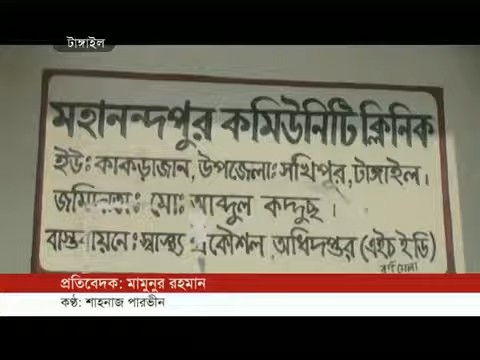 টাঙ্গাইল
মহানন্দপুর কমিউনিটি ক্লিনিক
ইউঃ কাকড়াজান, উপজেলাঃ সখিপুর, টাঙ্গাইল।
জমিদাতাঃ মোঃ আব্দুল কদ্দুছ।
বাস্তবায়নেঃ স্বাস্থ্য প্রকৌশল অধিদপ্তর (এইচ ই ডি)
প্রতিবেদক: মামুনুর রহমান
কণ্ঠ: শাহনাজ পারভীন